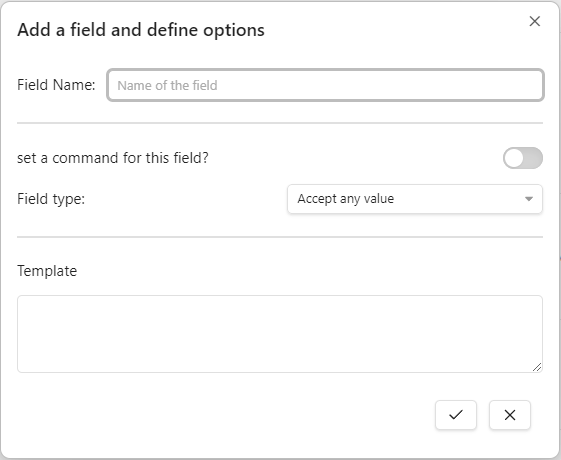 Add a field and define options
Field Name: Name of the field
set a command for this field?
Field type: Accept any value
Template